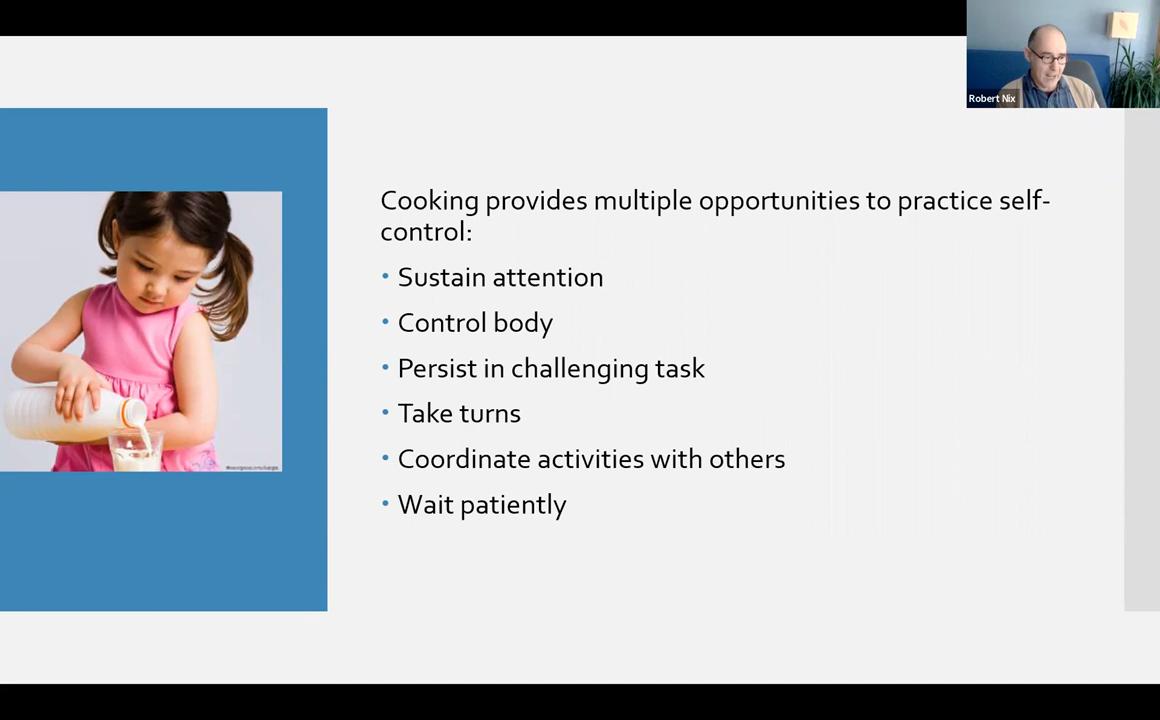 Robert Nix
Cooking provides multiple opportunities to practice self-
control:
• Sustain attention
• Control body
• Persist in challenging task
• Take turns
• Coordinate activities with others
• Wait patiently